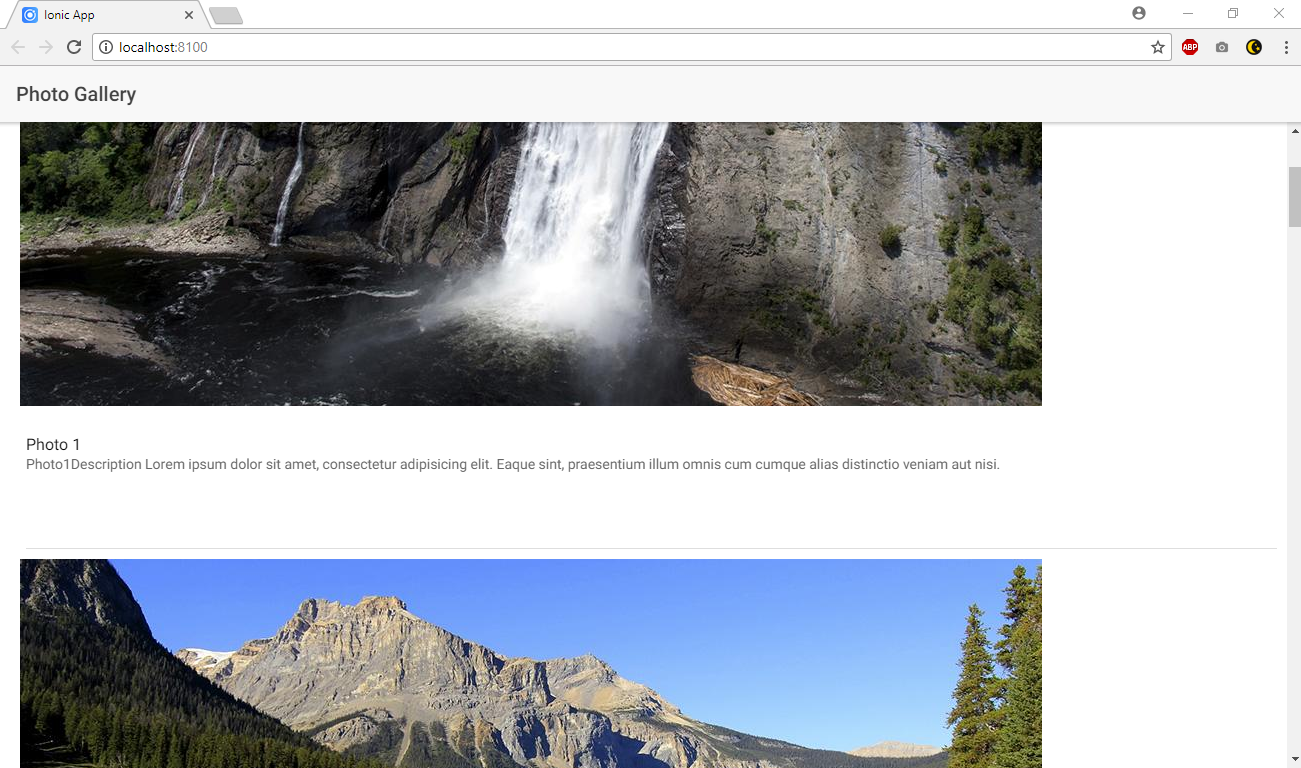 Ionic App
localhost:8100
ABP
Photo Gallery
Photo 1
Photo1Description Lorem ipsum dolor sit amet, consectetur adipisicing elit. Eaque sint, praesentium illum omnis cum cumque alias distinctio veniam aut nisi.